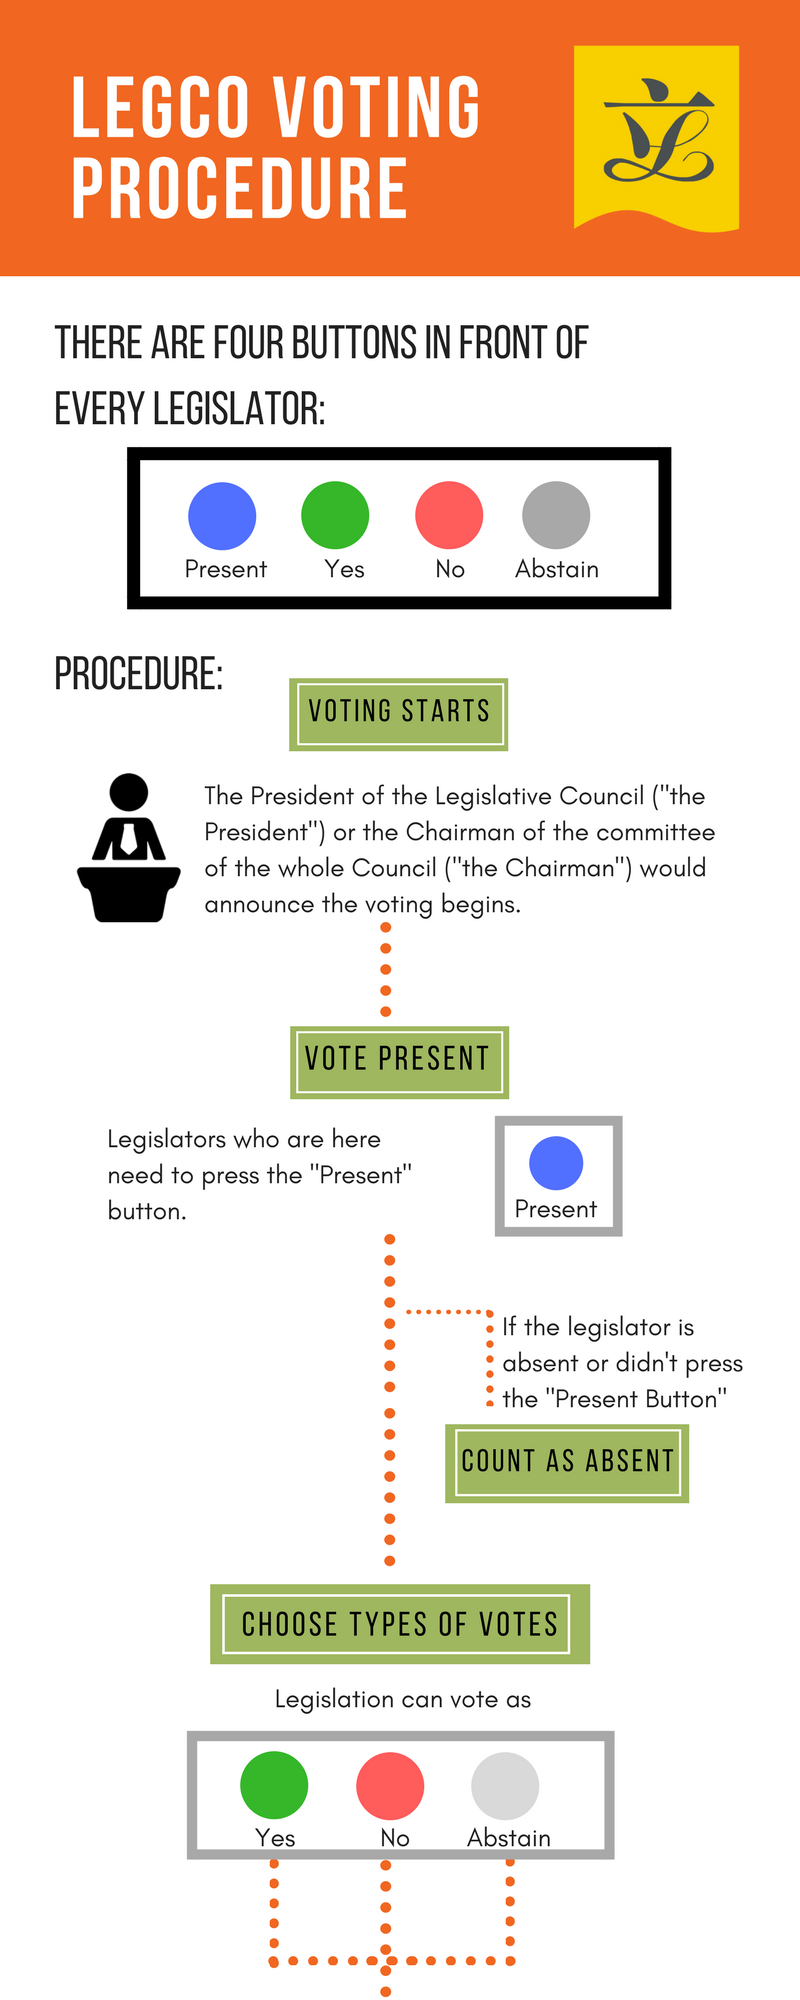 LEGCO VOTING
PROCEDURE
THERE ARE FOUR BUTTONS IN FRONT OF
EVERY LEGISLATOR:
Present Yes No Abstain
PROCEDURE:
VOTING STARTS
The President of the Legislative Council ("the
President") or the Chairman of the committee
of the whole Council ("the Chairman") would
announce the voting begins.
VOTE PRESENT
Legislators who are here
need to press the "Present"
button.
Present
If the legislator is
absent or didn't press
the "Present Button"
COUNT AS ABSENT
CHOOSE TYPES OF VOTES
Legislation can vote as
Yes No Abstain